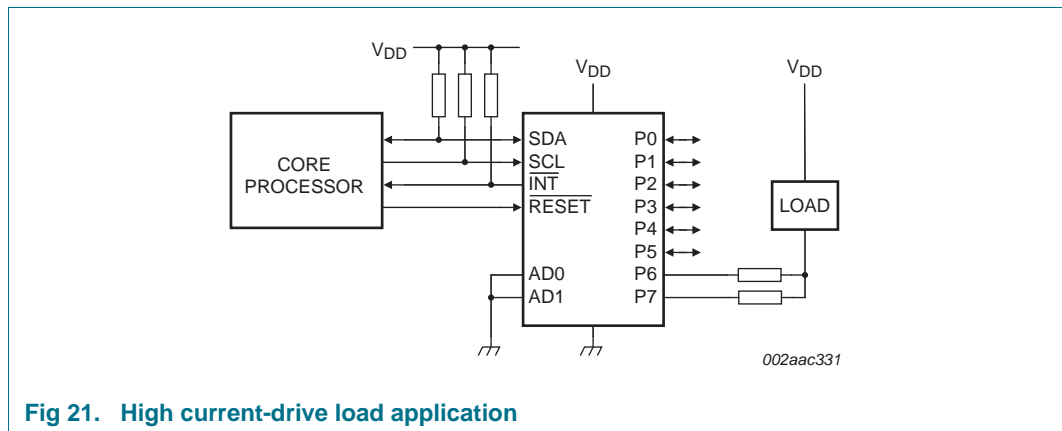 VDD
VDD
VDD
CORE
PROCESSOR
SDA
SCL
INT
RESET
AD0
AD1
P0
P1
P2
P3
P4
P5
P6
P7
LOAD
002aac331
Fig 21. High current-drive load application